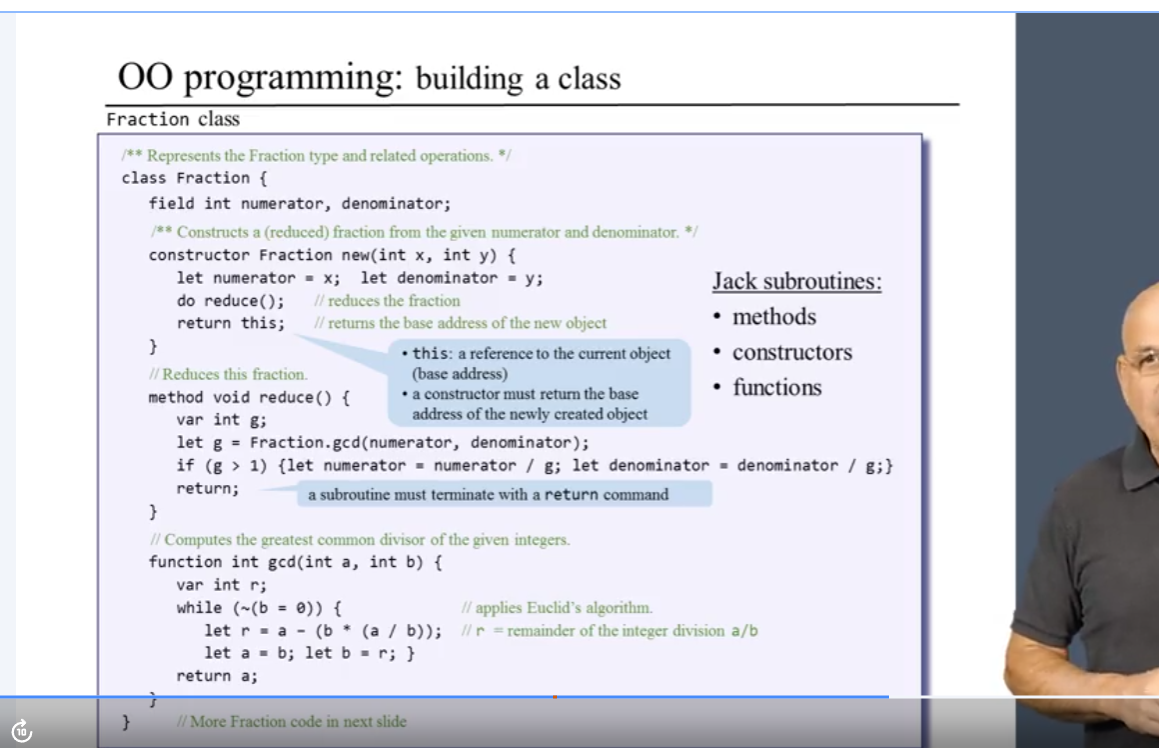 OO programming: building a class
Fraction class
/** Represents the Fraction type and related operations. */
class Fraction {
field int numerator, denominator;
/** Constructs a (reduced) fraction from the given numerator and denominator. */
constructor Fraction new(int x, int y) {
let numerator = x; let denominator = y;
do reduce(); // reduces the fraction
return this; // returns the base address of the new object
}
• this: a reference to the current object
(base address)
• a constructor must return the base
address of the newly created object
// Reduces this fraction.
method void reduce() {
var int g;
let g = Fraction.gcd(numerator, denominator);
if (g > 1) {let numerator = numerator / g; let denominator = denominator / g;}
return;
a subroutine must terminate with a return command
}
// Computes the greatest common divisor of the given integers.
function int gcd(int a, int b) {
var int r;
while (~(b = 0)) { // applies Euclid's algorithm.
let r = a - (b * (a / b)); // r = remainder of the integer division a/b
let a = b; let b = r; }
return a;
}
} // More Fraction code in next slide
Jack subroutines:
• methods
• constructors
• functions
10